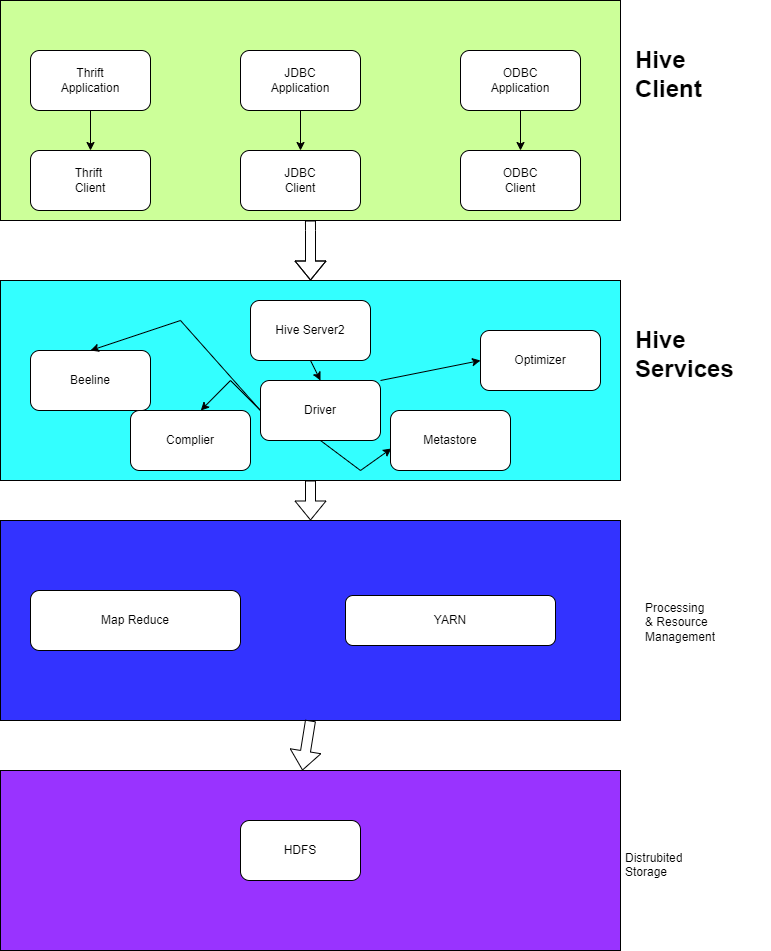 Thrift
Application
JDBC
Application
ODBC
Application
Hive
Client
Thrift
Client
JDBC
Client
ODBC
Client
Hive Server2
Hive
Services
Optimizer
Beeline
Driver
Complier
Metastore
Map Reduce
YARN
Processing
& Resource
Management
HDFS
Distrubited
Storage